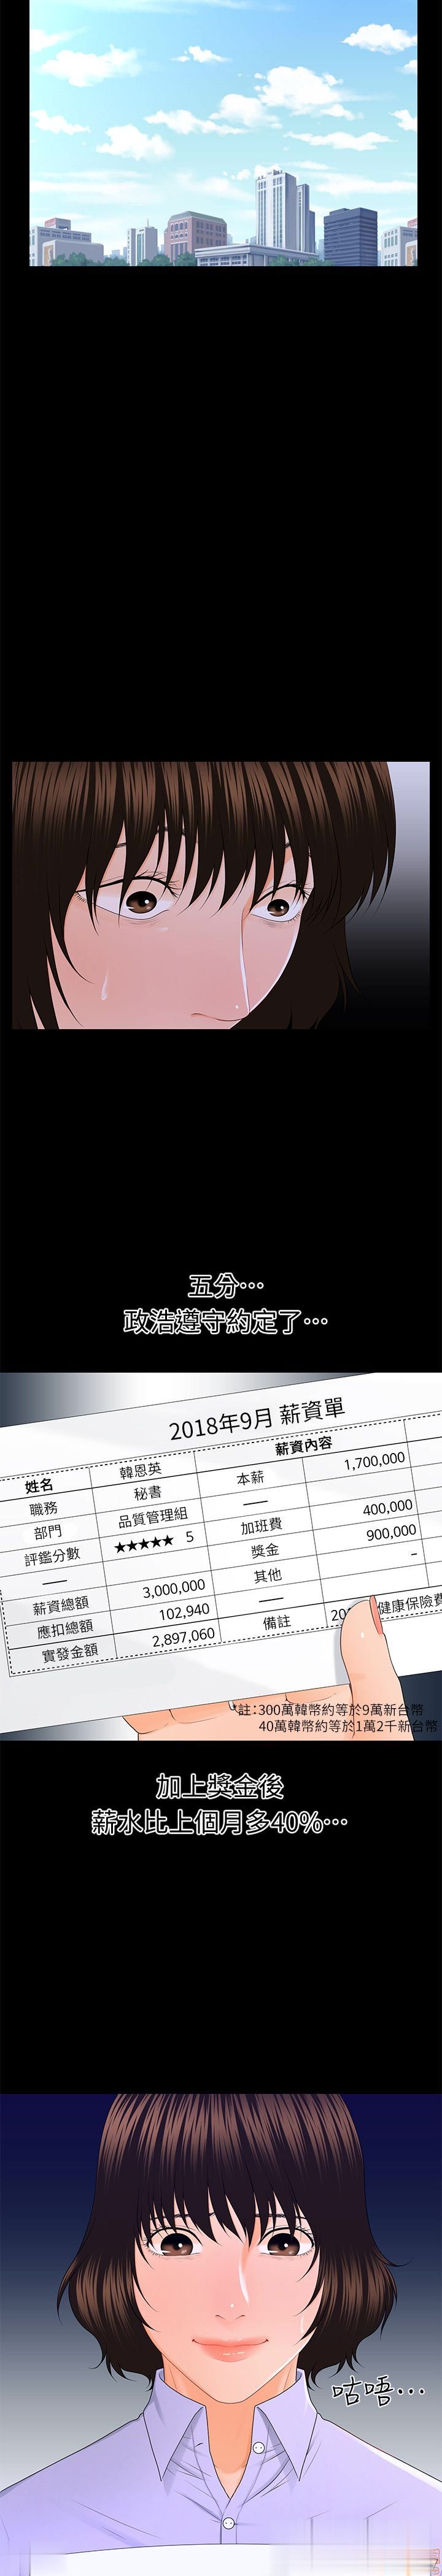 五分…
政浩遵守約定了…
2018年9月 薪資單
姓名 韓恩英 薪資內容
職務 秘書 本薪 1,700,000
部門 品質管理組 —
評鑑分數 ★★★★★ 5 加班費 400,000
— 獎金 900,000
薪資總額 3,000,000 其他 -
應扣總額 102,940 —
實發金額 2,897,060 備註 健康保險費
*註:300萬韓幣約等於9萬新台幣
40萬韓幣約等於1萬2千新台幣
加上獎金後
薪水比上個月多40%…
咕唔…